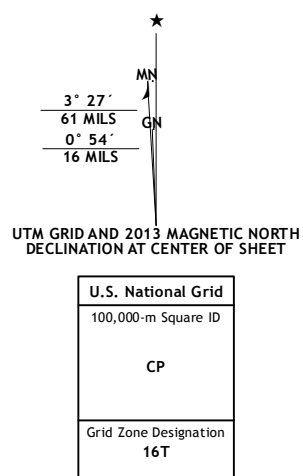 ★
MN
3° 27´
61 MILS
GN
0° 54´
16 MILS
UTM GRID AND 2013 MAGNETIC NORTH
DECLINATION AT CENTER OF SHEET
U.S. National Grid
100,000-m Square ID
CP
Grid Zone Designation
16T